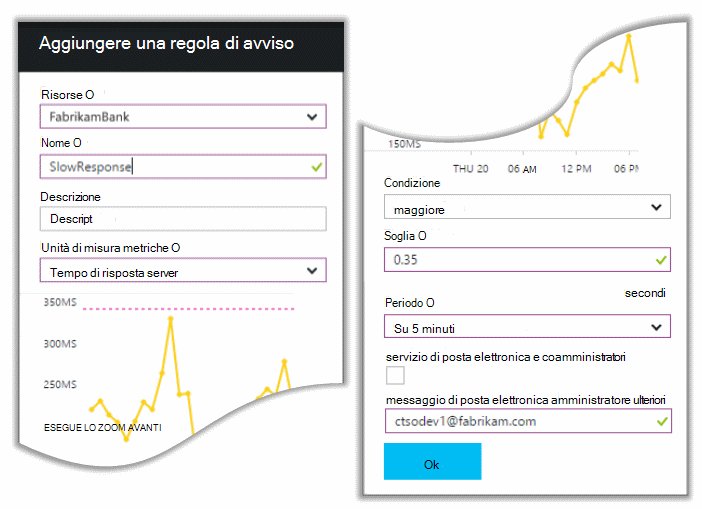 Aggiungere una regola di avviso
Risorse O
FabrikamBank
Nome O
SlowResponse
Descrizione
Descript
Unità di misura metriche O
Tempo di risposta server
350MS
300MS
250MS
ESEGUE LO ZOOM AVANTI
150MS
THU 20 06 AM 12 PM 06 PM
Condizione
maggiore
Soglia O
0.35
secondi
Periodo O
Su 5 minuti
servizio di posta elettronica e coamministratori
messaggio di posta elettronica amministratore ulteriori
ctsodev1@fabrikam.com
Ok